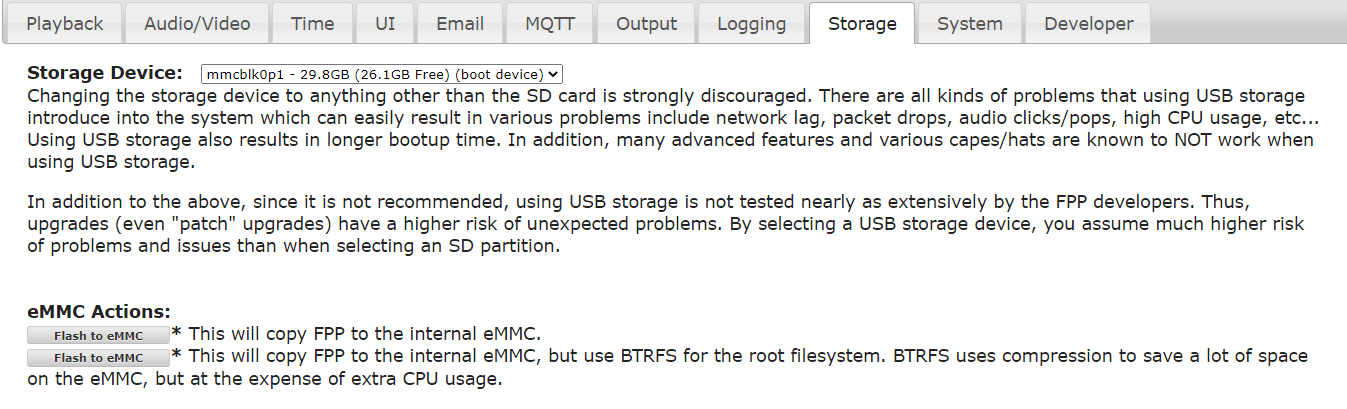 Playback Audio/Video Time UI Email MQTT Output Logging Storage System Developer
Storage Device: mmcblk0p1 - 29.8GB (26.1GB Free) (boot device)
Changing the storage device to anything other than the SD card is strongly discouraged. There are all kinds of problems that using USB storage
introduce into the system which can easily result in various problems include network lag, packet drops, audio clicks/pops, high CPU usage, etc...
Using USB storage also results in longer bootup time. In addition, many advanced features and various capes/hats are known to NOT work when
using USB storage.
In addition to the above, since it is not recommended, using USB storage is not tested nearly as extensively by the FPP developers. Thus,
upgrades (even "patch" upgrades) have a higher risk of unexpected problems. By selecting a USB storage device, you assume much higher risk
of problems and issues than when selecting an SD partition.
eMMC Actions:
Flash to eMMC * This will copy FPP to the internal eMMC.
Flash to eMMC * This will copy FPP to the internal eMMC, but use BTRFS for the root filesystem. BTRFS uses compression to save a lot of space
on the eMMC, but at the expense of extra CPU usage.